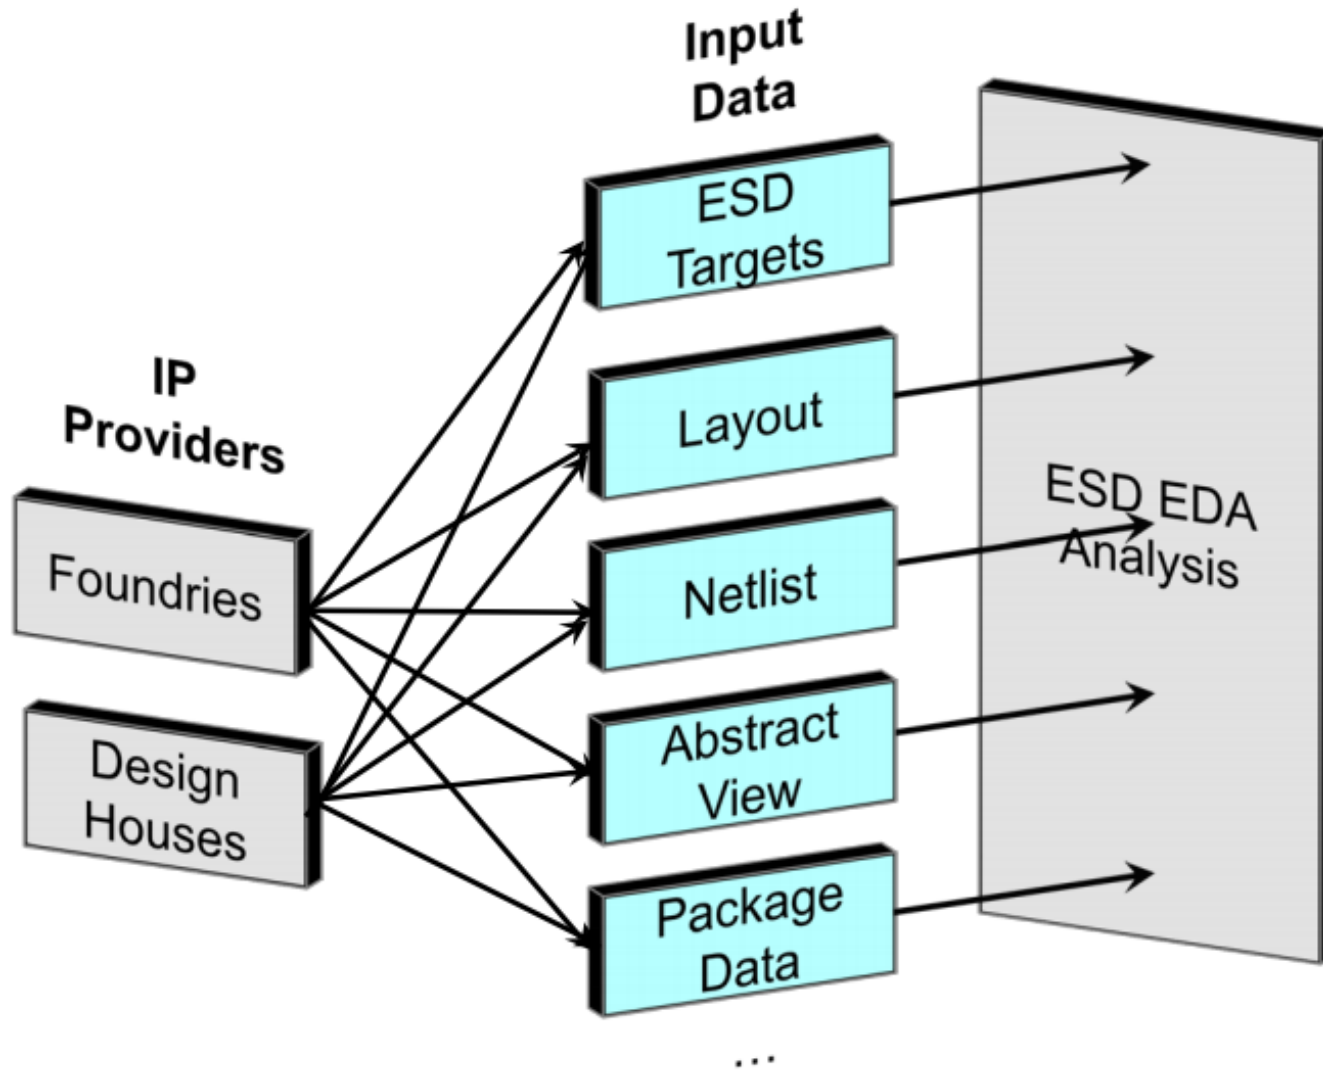 Input
Data
ESD
Targets
IP
Providers
Layout
ESD EDA
Analysis
Foundries
Netlist
Design
Houses
Abstract
View
Package
Data
...